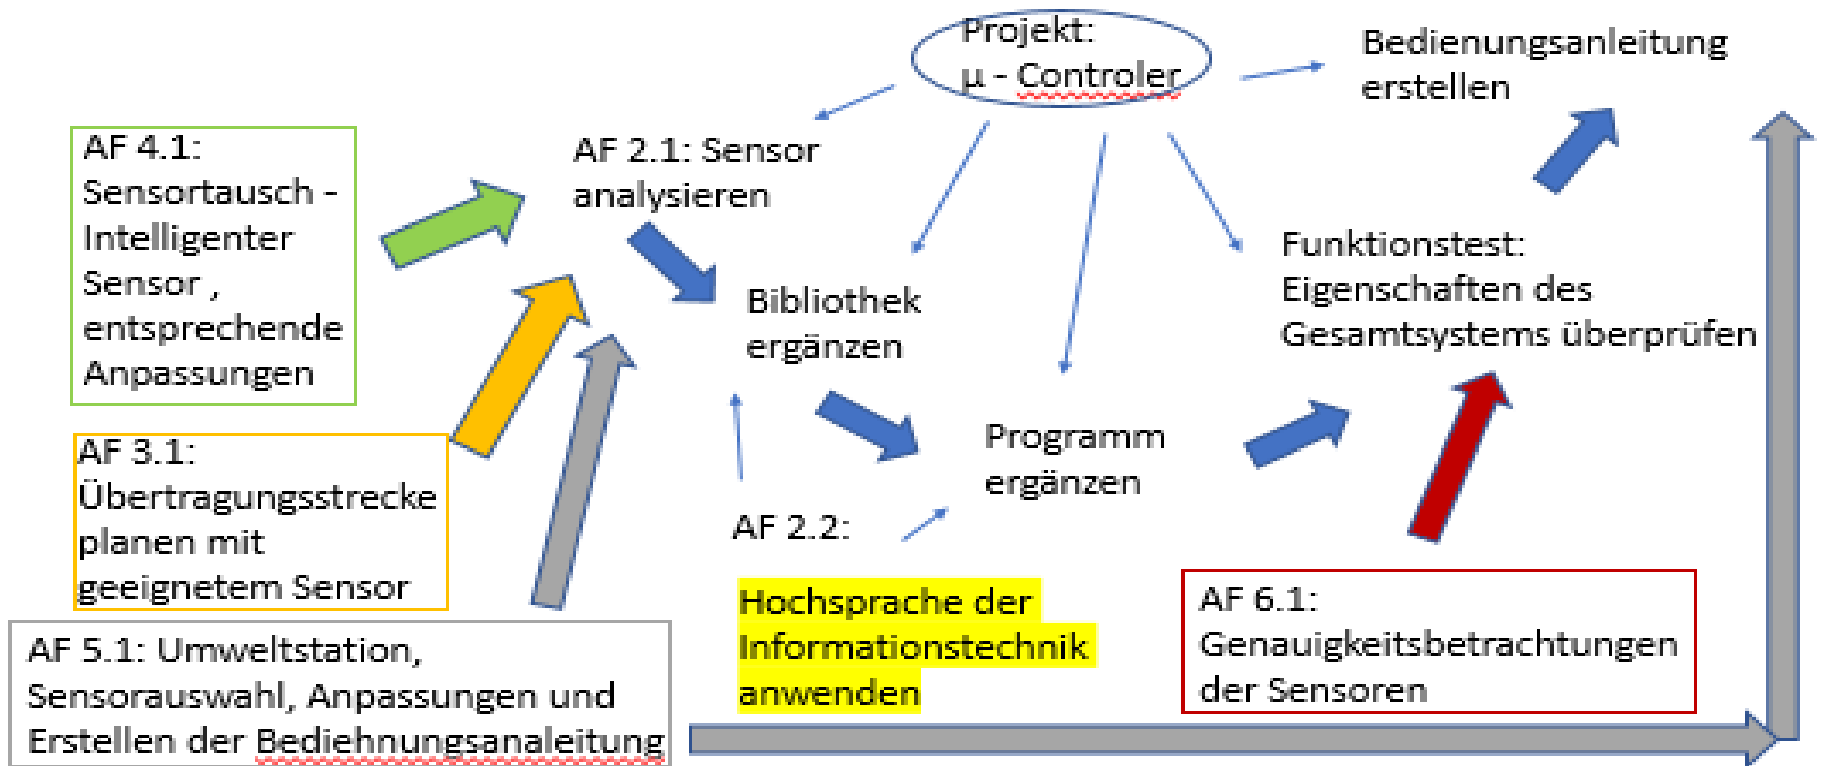 Projekt:
µ - Controler
Bedienungsanleitung
erstellen
AF 4.1:
Sensortausch -
Intelligenter
Sensor ,
entsprechende
Anpassungen
AF 2.1: Sensor
analysieren
Bibliothek
ergänzen
Funktionstest:
Eigenschaften des
Gesamtsystems überprüfen
Programm
ergänzen
AF 3.1:
Übertragungsstrecke
planen mit
geeignetem Sensor
AF 2.2:
Hochsprache der
Informationstechnik
anwenden
AF 6.1:
Genauigkeitsbetrachtungen
der Sensoren
AF 5.1: Umweltstation,
Sensorauswahl, Anpassungen und
Erstellen der Bediehnungsanaleitung